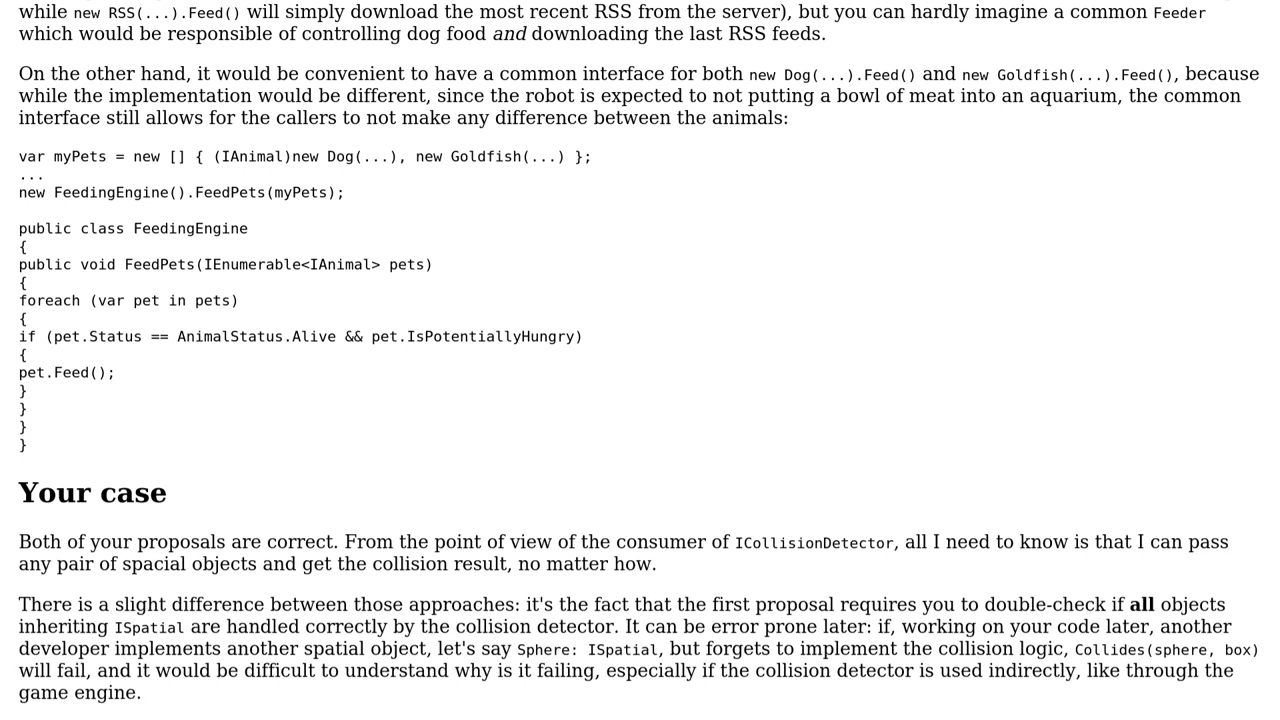 while new RSS(...).Feed() will simply download the most recent RSS from the server), but you can hardly imagine a common Feeder
which would be responsible of controlling dog food and downloading the last RSS feeds.
On the other hand, it would be convenient to have a common interface for both new Dog(...).Feed() and new Goldfish(...).Feed(), because
while the implementation would be different, since the robot is expected to not putting a bowl of meat into an aquarium, the common
interface still allows for the callers to not make any difference between the animals:
var myPets = new [] { (IAnimal)new Dog(...), new Goldfish(...) };
...
new FeedingEngine().FeedPets(myPets);
public class FeedingEngine
{
public void FeedPets(IEnumerable<IAnimal> pets)
{
foreach (var pet in pets)
{
if (pet.Status == AnimalStatus.Alive && pet.IsPotentiallyHungry)
{
pet.Feed();
}
}
}
}
Your case
Both of your proposals are correct. From the point of view of the consumer of ICollisionDetector, all I need to know is that I can pass
any pair of spacial objects and get the collision result, no matter how.
There is a slight difference between those approaches: it's the fact that the first proposal requires you to double-check if all objects
inheriting ISpatial are handled correctly by the collision detector. It can be error prone later: if, working on your code later, another
developer implements another spatial object, let's say Sphere: ISpatial, but forgets to implement the collision logic, Collides(sphere, box)
will fail, and it would be difficult to understand why is it failing, especially if the collision detector is used indirectly, like through the
game engine.